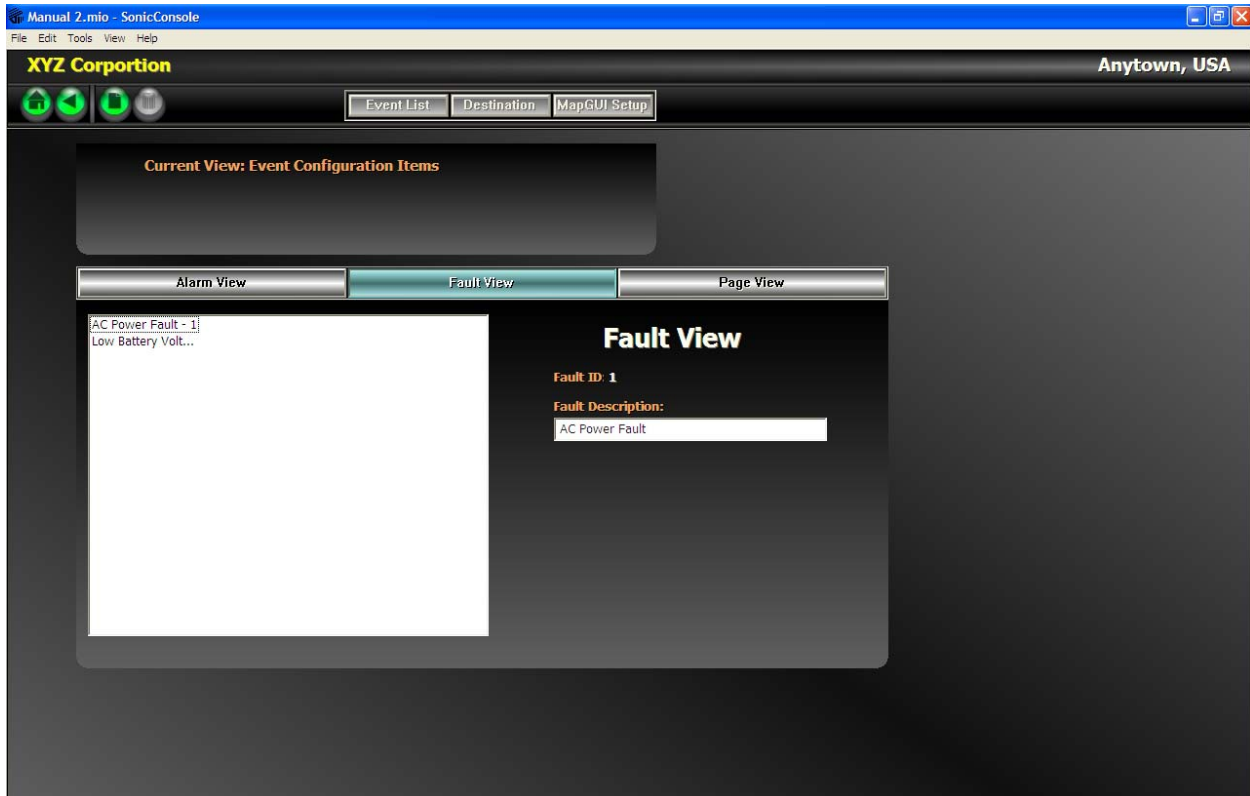 Manual 2.mio - SonicConsole
File Edit Tools View Help
XYZ Corportion
Anytown, USA
Event List Destination MapGUI Setup
Current View: Event Configuration Items
Alarm View Fault View Page View
AC Power Fault - 1
Low Battery Volt...
Fault View
Fault ID: 1
Fault Description:
AC Power Fault